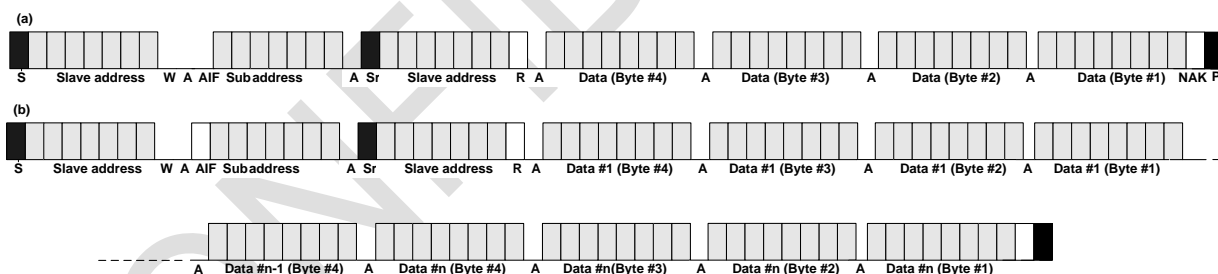 (a)
S Slave address W A AIF Subaddress A Sr Slave address R A Data (Byte #4) A Data (Byte #3) A Data (Byte #2) A Data (Byte #1) NAK P
(b)
S Slave address W A AIF Subaddress A Sr Slave address R A Data #1 (Byte #4) A Data #1 (Byte #3) A Data #1 (Byte #2) A Data #1 (Byte #1)
A Data #n-1 (Byte #4) A Data #n (Byte #4) A Data #n(Byte #3) A Data #n (Byte #2) A Data #n (Byte #1)